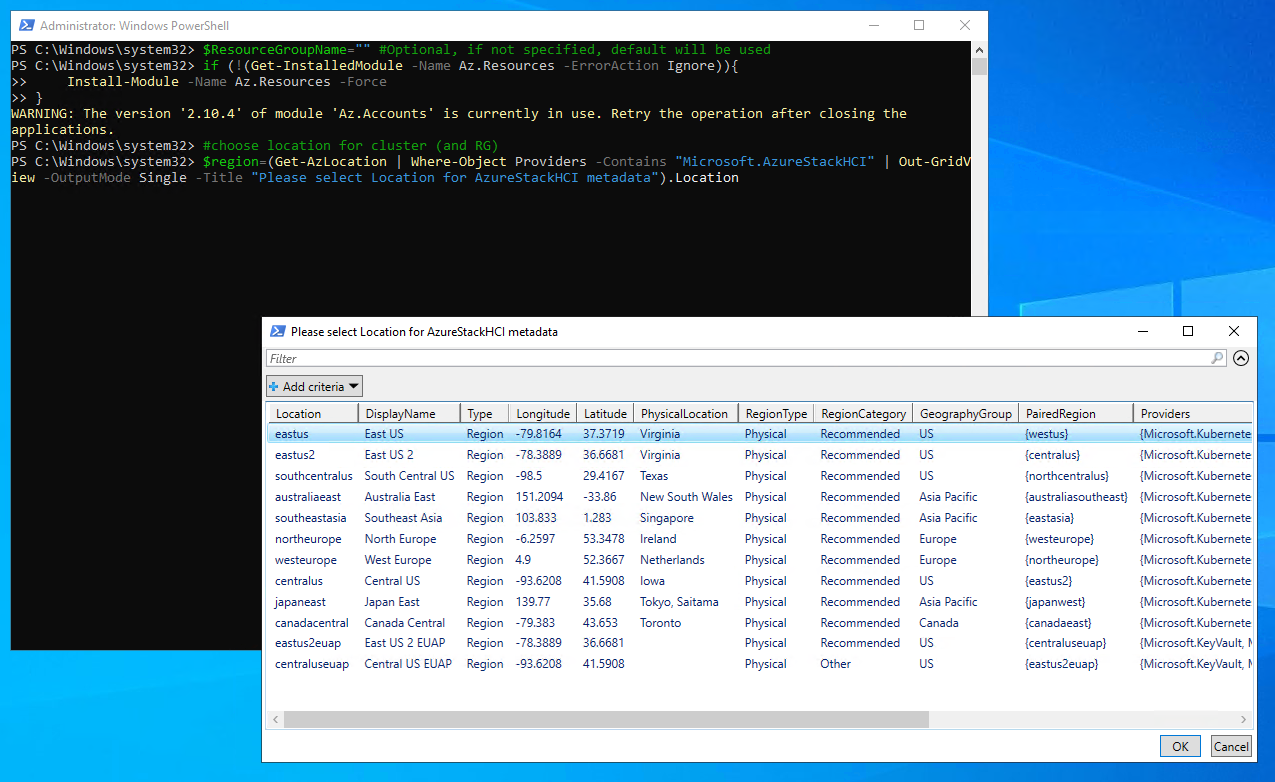 Administrator: Windows PowerShell
PS C:\Windows\system32> $ResourceGroupName="" #Optional, if not specified, default will be used
PS C:\Windows\system32> if (!(Get-InstalledModule -Name Az.Resources -ErrorAction Ignore)){
>>     Install-Module -Name Az.Resources -Force
>> }
WARNING: The version '2.10.4' of module 'Az.Accounts' is currently in use. Retry the operation after closing the
applications.
PS C:\Windows\system32> #choose location for cluster (and RG)
PS C:\Windows\system32> $region=(Get-AzLocation | Where-Object Providers -Contains "Microsoft.AzureStackHCI" | Out-GridV
iew -OutputMode Single -Title "Please select Location for AzureStackHCI metadata").Location
Please select Location for AzureStackHCI metadata
Filter
Add criteria
Location DisplayName Type Longitude Latitude PhysicalLocation RegionType RegionCategory GeographyGroup PairedRegion Providers
eastus East US Region -79.8164 37.3719 Virginia Physical Recommended US {westus} {Microsoft.Kubernete
eastus2 East US 2 Region -78.3889 36.6681 Virginia Physical Recommended US {centralus} {Microsoft.Kubernete
southcentralus South Central US Region -98.5 29.4167 Texas Physical Recommended US {northcentralus} {Microsoft.Kubernete
australiaeast Australia East Region 151.2094 -33.86 New South Wales Physical Recommended Asia Pacific {australiasoutheast} {Microsoft.Kubernete
southeastasia Southeast Asia Region 103.833 1.283 Singapore Physical Recommended Asia Pacific {eastasia} {Microsoft.Kubernete
northeurope North Europe Region -6.2597 53.3478 Ireland Physical Recommended Europe {westeurope} {Microsoft.Kubernete
westeurope West Europe Region 4.9 52.3667 Netherlands Physical Recommended Europe {northeurope} {Microsoft.Kubernete
centralus Central US Region -93.6208 41.5908 Iowa Physical Recommended US {eastus2} {Microsoft.Kubernete
japaneast Japan East Region 139.77 35.68 Tokyo, Saitama Physical Recommended Asia Pacific {japanwest} {Microsoft.Kubernete
canadacentral Canada Central Region -79.383 43.653 Toronto Physical Recommended Canada {canadaeast} {Microsoft.Kubernete
eastus2euap East US 2 EUAP Region -78.3889 36.6681 Physical Recommended US {centraluseuap} {Microsoft.KeyVault, M
centraluseuap Central US EUAP Region -93.6208 41.5908 Physical Other US {eastus2euap} {Microsoft.KeyVault, M
OK Cancel